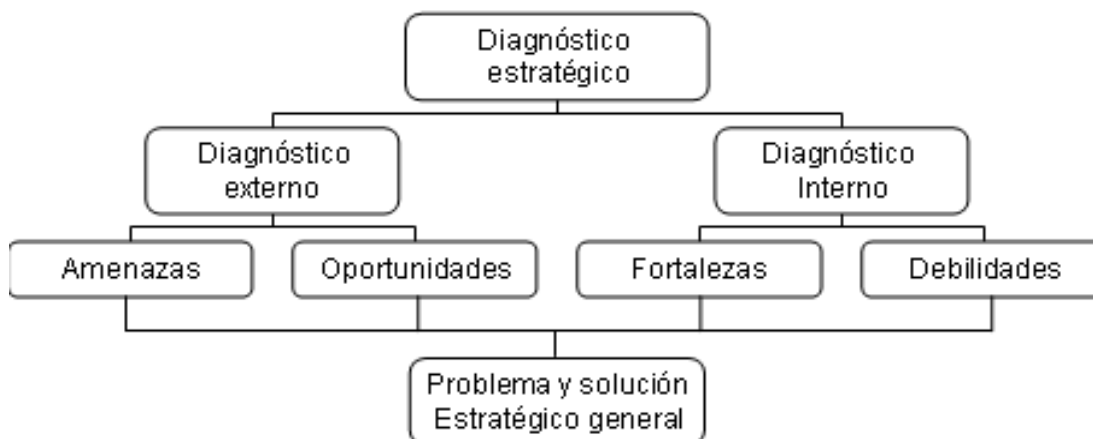 Diagnóstico
estratégico
Diagnóstico
externo
Diagnóstico
Interno
Amenazas
Oportunidades
Fortalezas
Debilidades
Problema y solución
Estratégico general